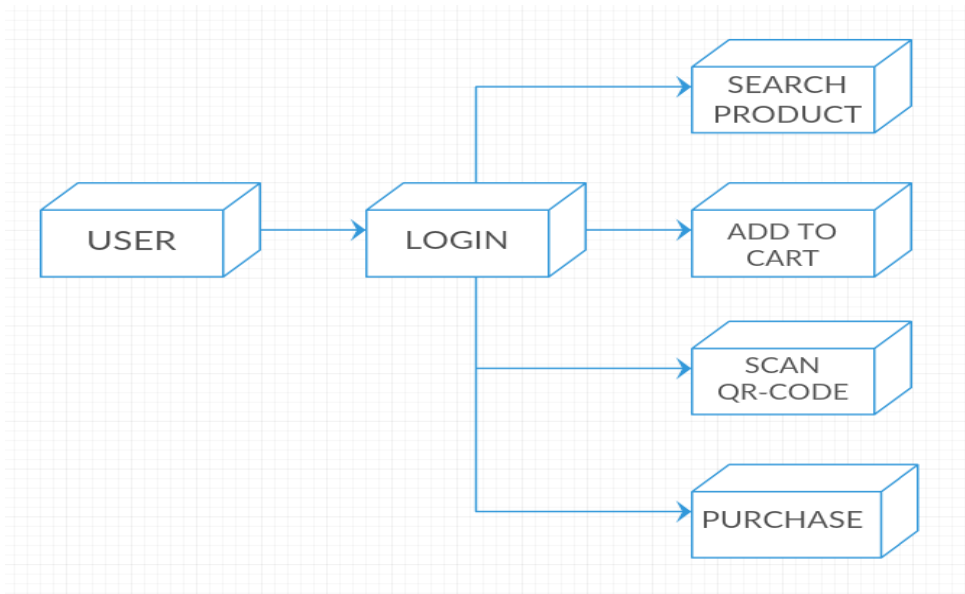 USER
LOGIN
SEARCH
PRODUCT
ADD TO
CART
SCAN
QR-CODE
PURCHASE